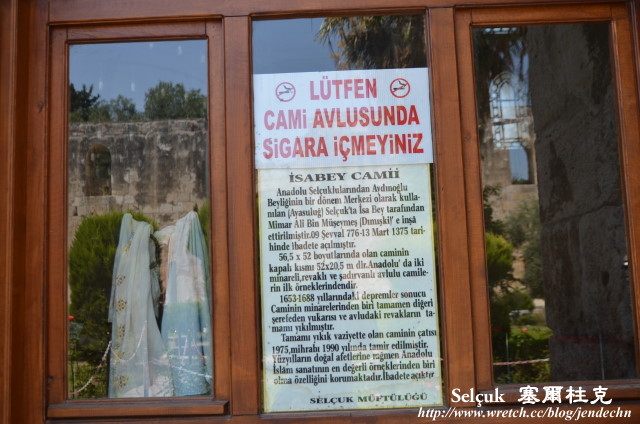 LÜTFEN
CAMİ AVLUSUNDA
SİGARA İÇMEYİNİZ
İSABEY CAMİİ
Anadolu Selçuklularından Aydınoğlu
Beyliğinin bir dönem Merkezi olarak kulla-
nılan [Ayasuluğ] Selçuk'ta İsa Bey tarafından
Mimar Ali Bin Müşeymeş [Dımışki]' e inşâ
ettirilmiştir.09 Şevval 776-13 Mart 1375 tari-
hinde ibadete açılmıştır.
56,5 x 52 boyutlarında olan caminin
kapalı kısmı 52x20,5 m dir.Anadolu' da iki
minareli,revaklı ve şadırvanlı avlulu camile-
rin ilk örneklerindendir.
1653-1688 yıllarındaki depremler sonucu
Caminin minarelerinden biri tamamen diğeri
şerefeden yukarısı ve avludaki revakların ta-
mamı yıkılmıştır.
Tamamı yıkık vaziyette olan caminin çatısı
1975,mihrabı 1990 yılında tamir edilmiştir.
Yüzyılların doğal afetlerine rağmen Anadolu
İslâm sanatının en değerli örneklerinden biri
olma özelliğini korumaktadır.İbadete açıktır.
SELÇUK MÜFTÜLÜĞÜ
Selçuk 塞爾柱克
http://www.wretch.cc/blog/jendechn